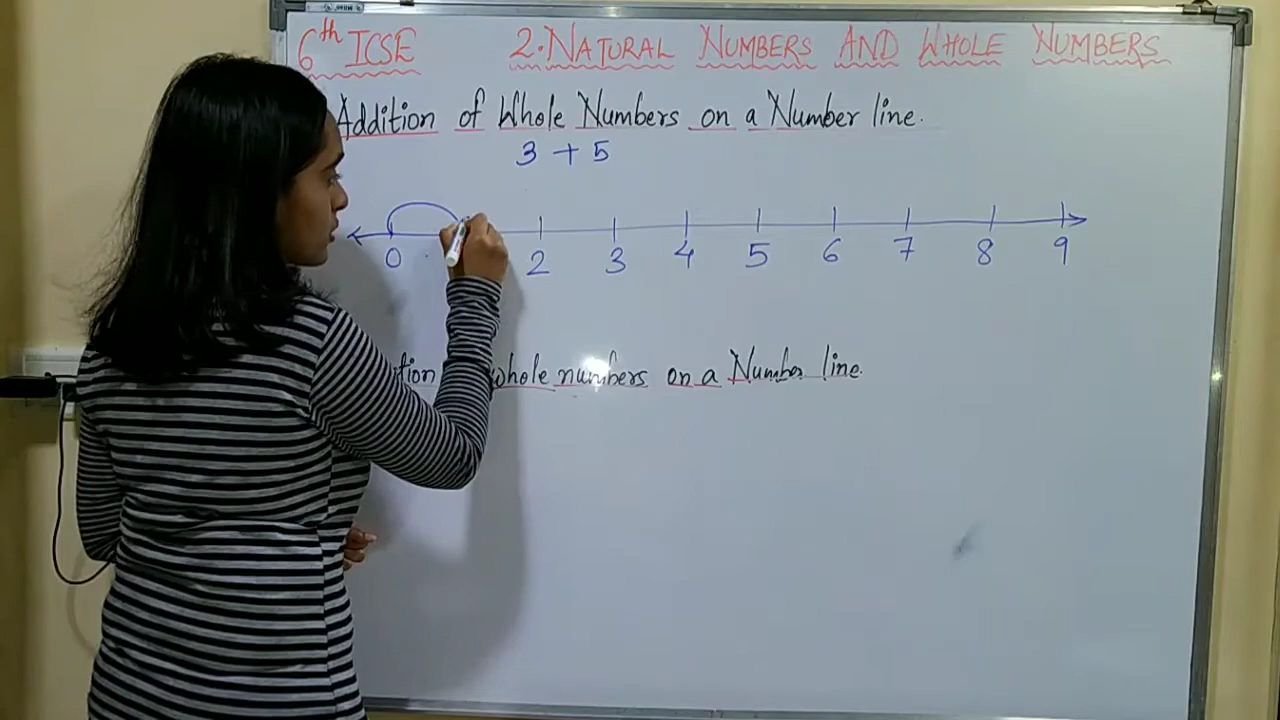 6th ICSE 2. NATURAL NUMBERS AND WHOLE NUMBERS
Addition of Whole Numbers on a Number line.
3 + 5
0 2 3 4 5 6 7 8 9
whole numbers on a Number line.